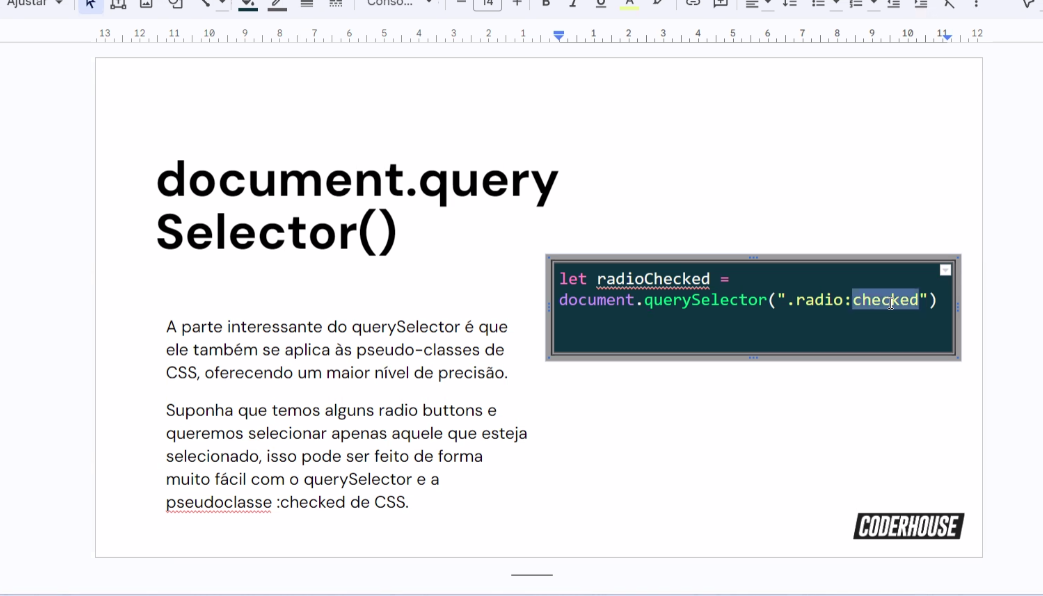 Ajustar
Conso...
14
B I U A
13 12 11 10 9 8 7 6 5 4 3 2 1 1 2 3 4 5 6 7 8 9 10 11 12
document.query
Selector()
let radioChecked =
document.querySelector(".radio:checked")
A parte interessante do querySelector é que
ele também se aplica às pseudo-classes de
CSS, oferecendo um maior nível de precisão.
Suponha que temos alguns radio buttons e
queremos selecionar apenas aquele que esteja
selecionado, isso pode ser feito de forma
muito fácil com o querySelector e a
pseudoclasse :checked de CSS.
CODERHOUSE